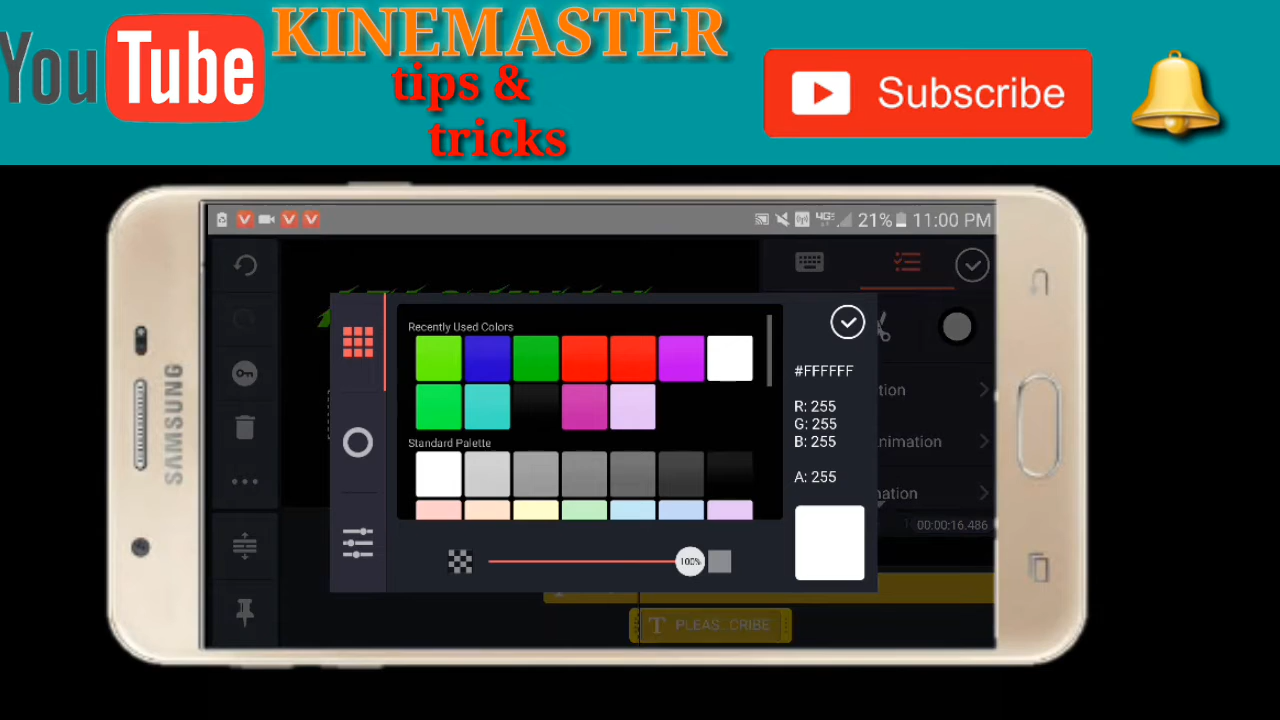 YouTube
KINEMASTER
tips &
tricks
Subscribe
4G
21%
11:00 PM
SAMSUNG
Recently Used Colors
Standard Palette
#FFFFFF
R: 255
G: 255
B: 255
A: 255
100%
00:00:16.486
T PLEAS CRIBE